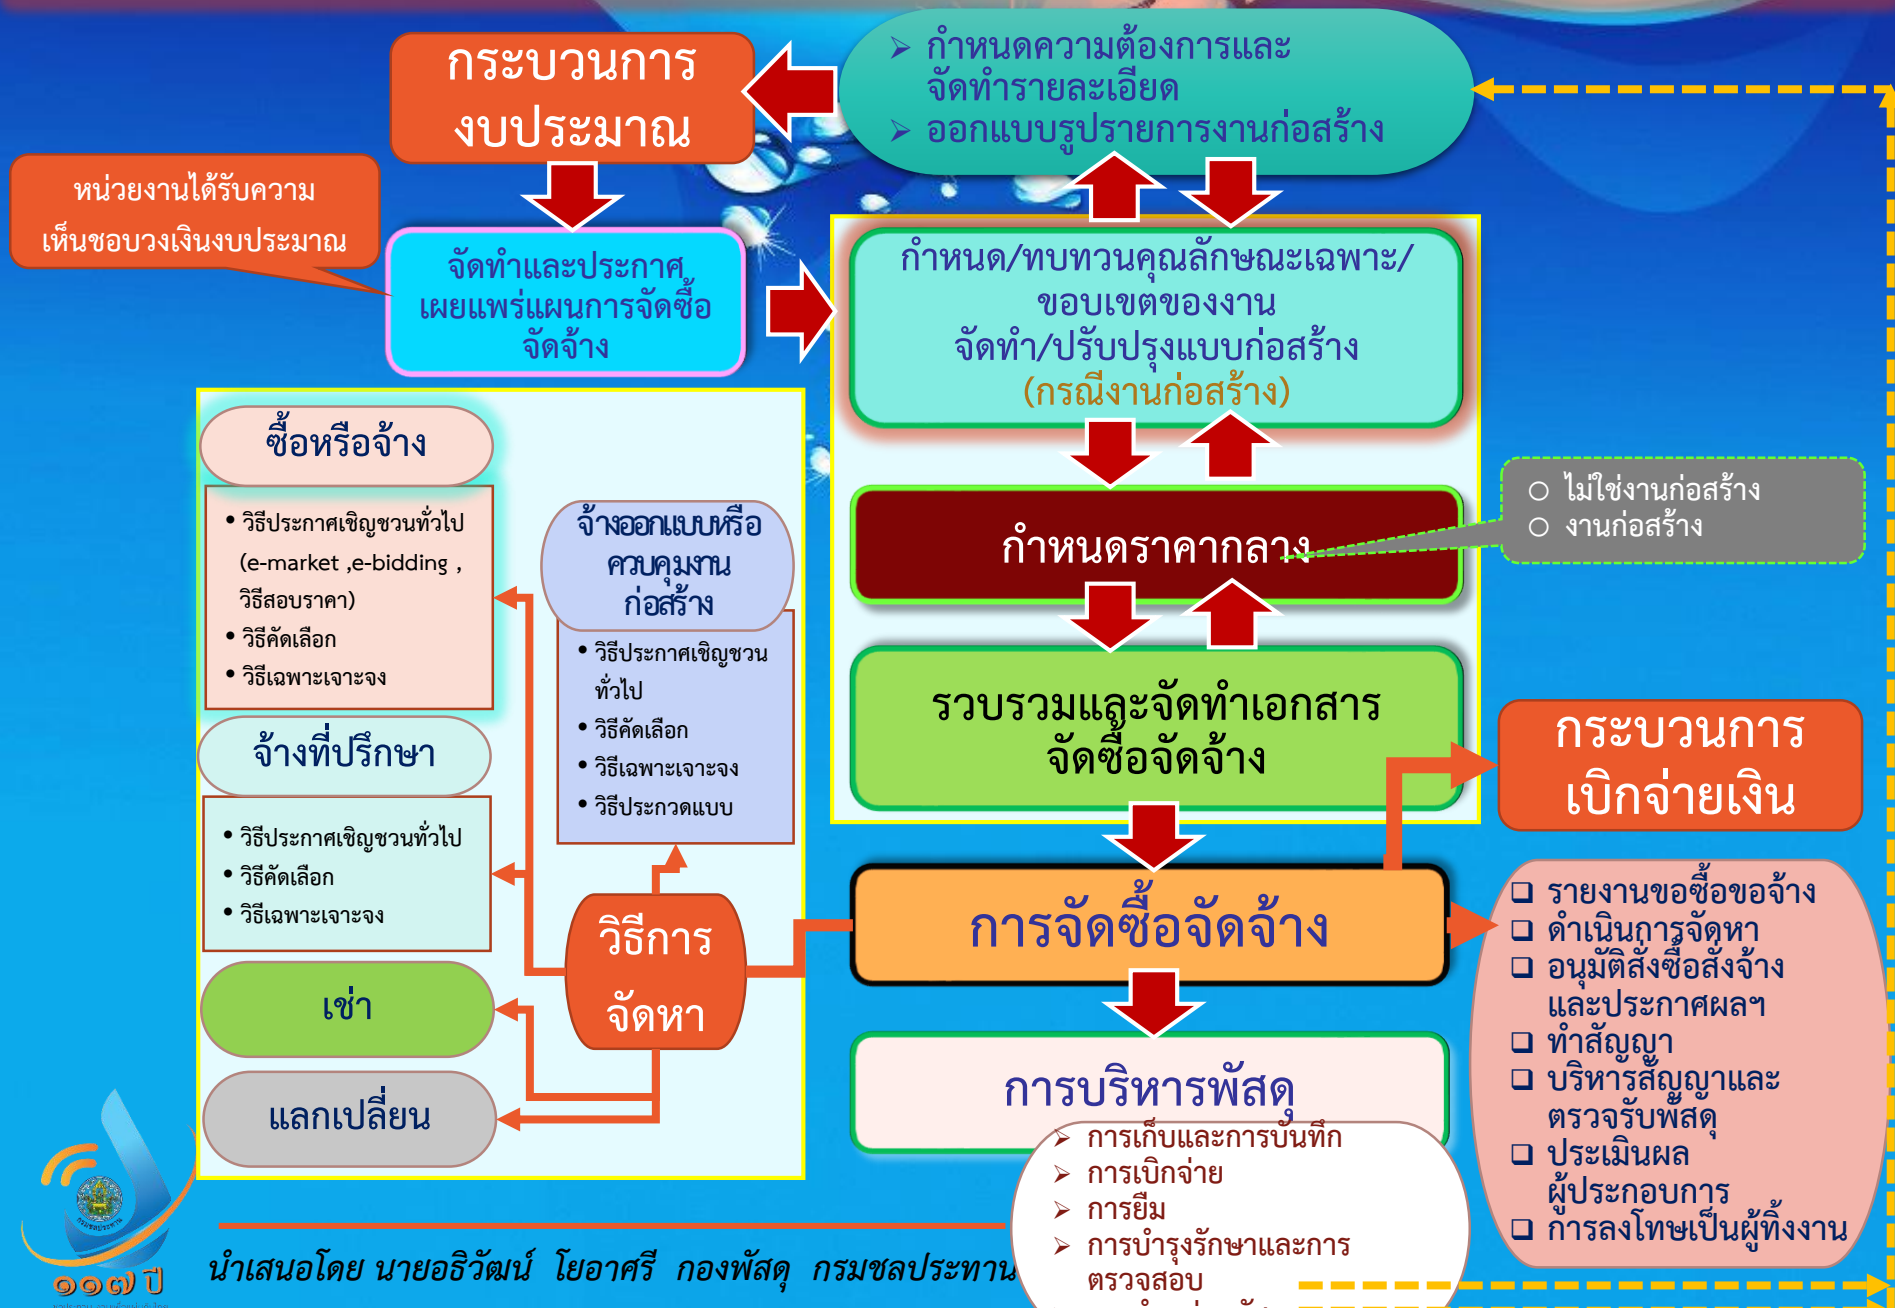 กระบวนการ
งบประมาณ
➢ กำหนดความต้องการและ
จัดทำรายละเอียด
➢ ออกแบบรูปรายการงานก่อสร้าง
หน่วยงานได้รับความ
เห็นชอบวงเงินงบประมาณ
จัดทำและประกาศ
เผยแพร่แผนการจัดซื้อ
จัดจ้าง
กำหนด/ทบทวนคุณลักษณะเฉพาะ/
ขอบเขตของงาน
จัดทำ/ปรับปรุงแบบก่อสร้าง
(กรณีงานก่อสร้าง)
ซื้อหรือจ้าง
• วิธีประกาศเชิญชวนทั่วไป
(e-market ,e-bidding ,
วิธีสอบราคา)
• วิธีคัดเลือก
• วิธีเฉพาะเจาะจง
จ้างออกแบบหรือ
ควบคุมงาน
ก่อสร้าง
• วิธีประกาศเชิญชวน
ทั่วไป
• วิธีคัดเลือก
• วิธีเฉพาะเจาะจง
• วิธีประกวดแบบ
กำหนดราคากลาง
○ ไม่ใช่งานก่อสร้าง
○ งานก่อสร้าง
รวบรวมและจัดทำเอกสาร
จัดซื้อจัดจ้าง
กระบวนการ
เบิกจ่ายเงิน
จ้างที่ปรึกษา
• วิธีประกาศเชิญชวนทั่วไป
• วิธีคัดเลือก
• วิธีเฉพาะเจาะจง
วิธีการ
จัดหา
การจัดซื้อจัดจ้าง
❑ รายงานขอซื้อขอจ้าง
❑ ดำเนินการจัดหา
❑ อนุมัติสั่งซื้อสั่งจ้าง
และประกาศผลฯ
❑ ทำสัญญา
❑ บริหารสัญญาและ
ตรวจรับพัสดุ
❑ ประเมินผล
ผู้ประกอบการ
❑ การลงโทษเป็นผู้ทิ้งงาน
เช่า
แลกเปลี่ยน
การบริหารพัสดุ
➢ การเก็บและการบันทึก
➢ การเบิกจ่าย
➢ การยืม
➢ การบำรุงรักษาและการ
ตรวจสอบ
กรมชลประทาน
๑๑๗ ปี
นำเสนอโดย นายอธิวัฒน์ โยอาศรี กองพัสดุ กรมชลประทาน